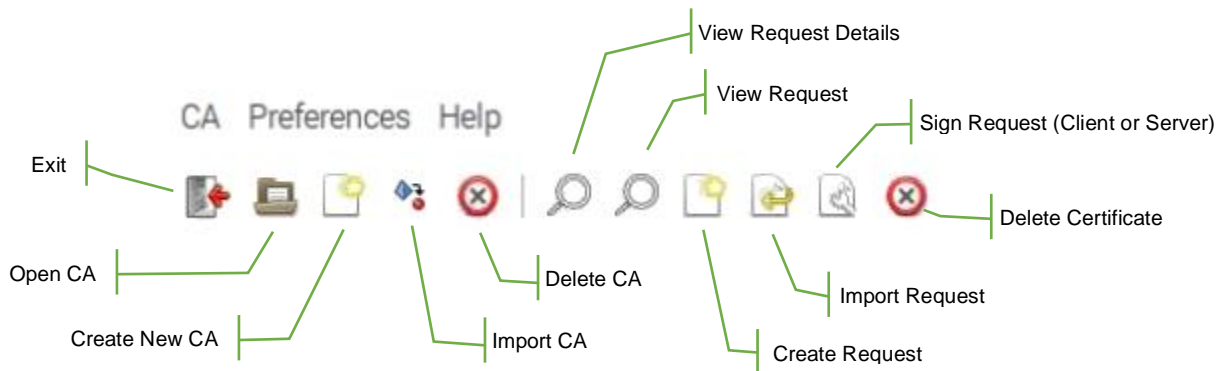 View Request Details
View Request
CA Preferences Help
Sign Request (Client or Server)
Exit
Delete Certificate
Open CA
Delete CA
Import Request
Create New CA
Import CA
Create Request